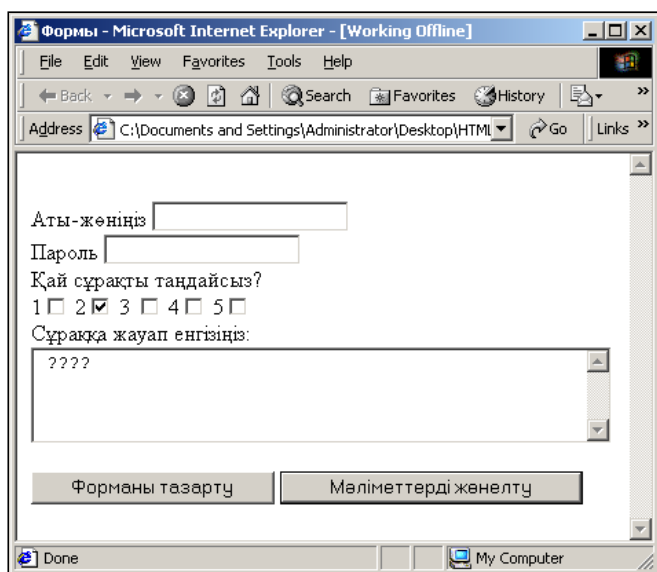 Формы - Microsoft Internet Explorer - [Working Offline]
File Edit View Favorites Tools Help
Back Search Favorites History
Address C:\Documents and Settings\Administrator\Desktop\HTML Go Links
Аты-жөніңіз
Пароль
Қай сұрақты таңдайсыз?
1 2 3 4 5
Сұраққа жауап енгізіңіз:
????
Форманы тазарту Мәліметтерді жөнелту
Done My Computer